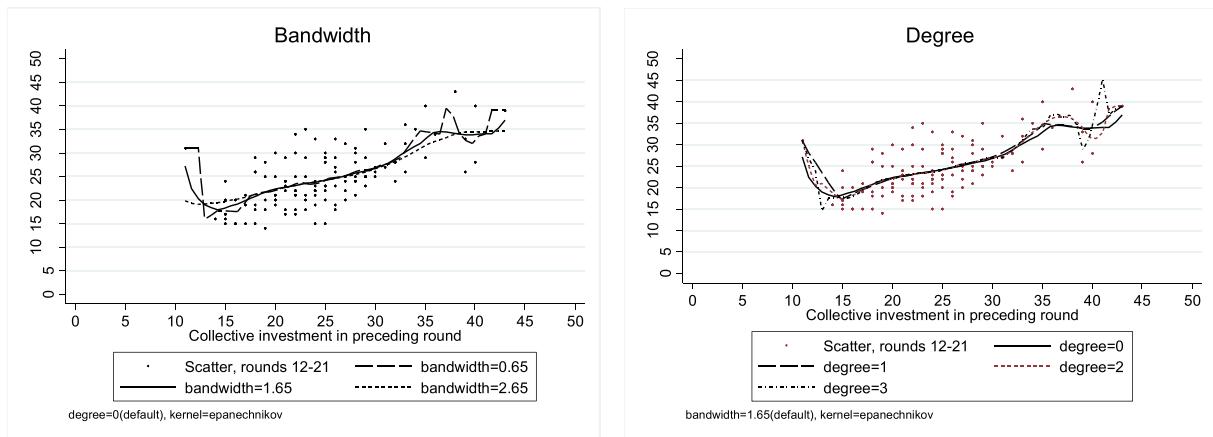 Bandwidth
50
45
40
35
30
25
20
15
10
5
0
0 5 10 15 20 25 30 35 40 45 50
Collective investment in preceding round
Scatter, rounds 12-21 bandwidth=0.65
bandwidth=1.65 bandwidth=2.65
degree=0(default), kernel=epanechnikov
Degree
50
45
40
35
30
25
20
15
10
5
0
0 5 10 15 20 25 30 35 40 45 50
Collective investment in preceding round
Scatter, rounds 12-21 degree=0
degree=1 degree=2
degree=3
bandwidth=1.65(default), kernel=epanechnikov